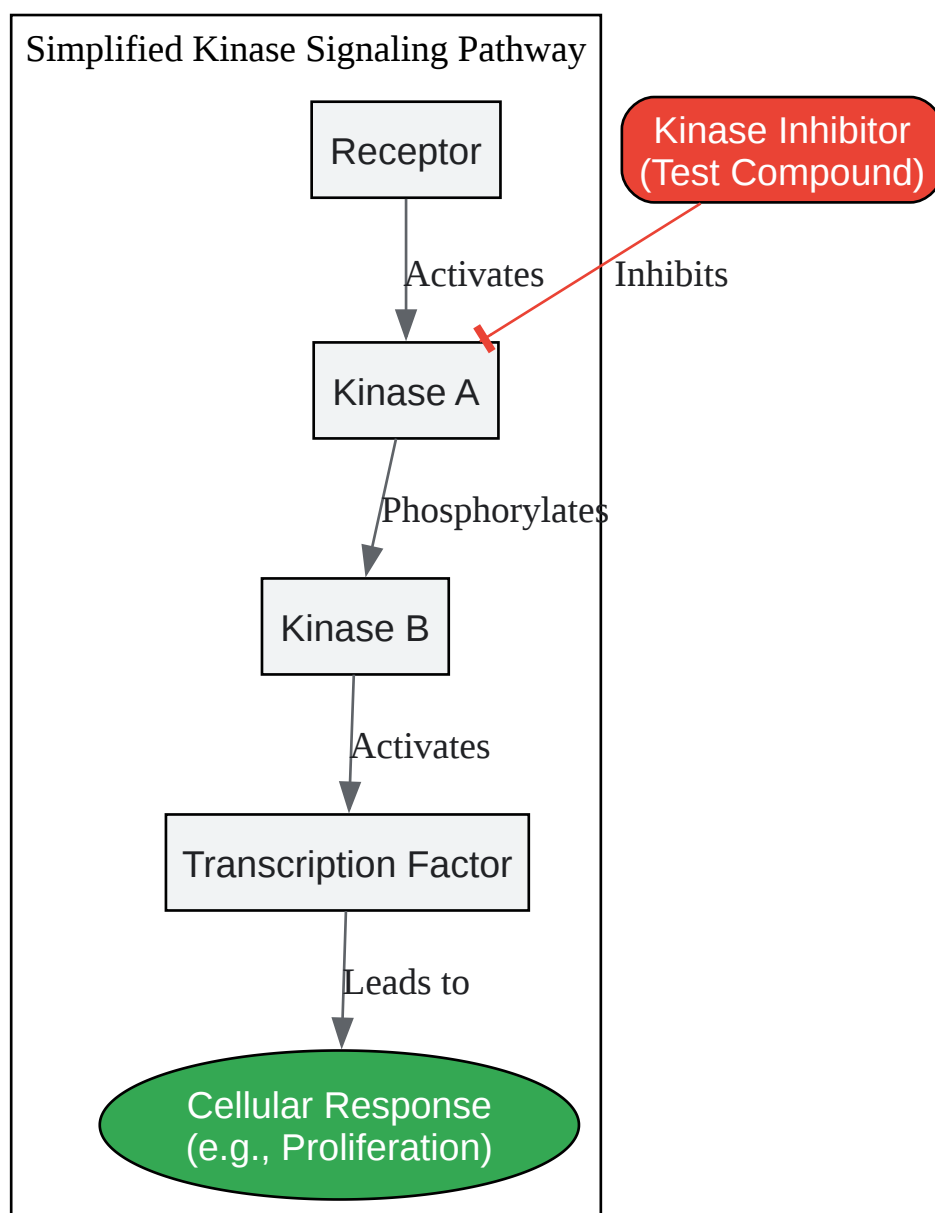 Simplified Kinase Signaling Pathway
Receptor
Kinase Inhibitor
(Test Compound)
Activates
Inhibits
Kinase A
Phosphorylates
Kinase B
Activates
Transcription Factor
Leads to
Cellular Response
(e.g., Proliferation)